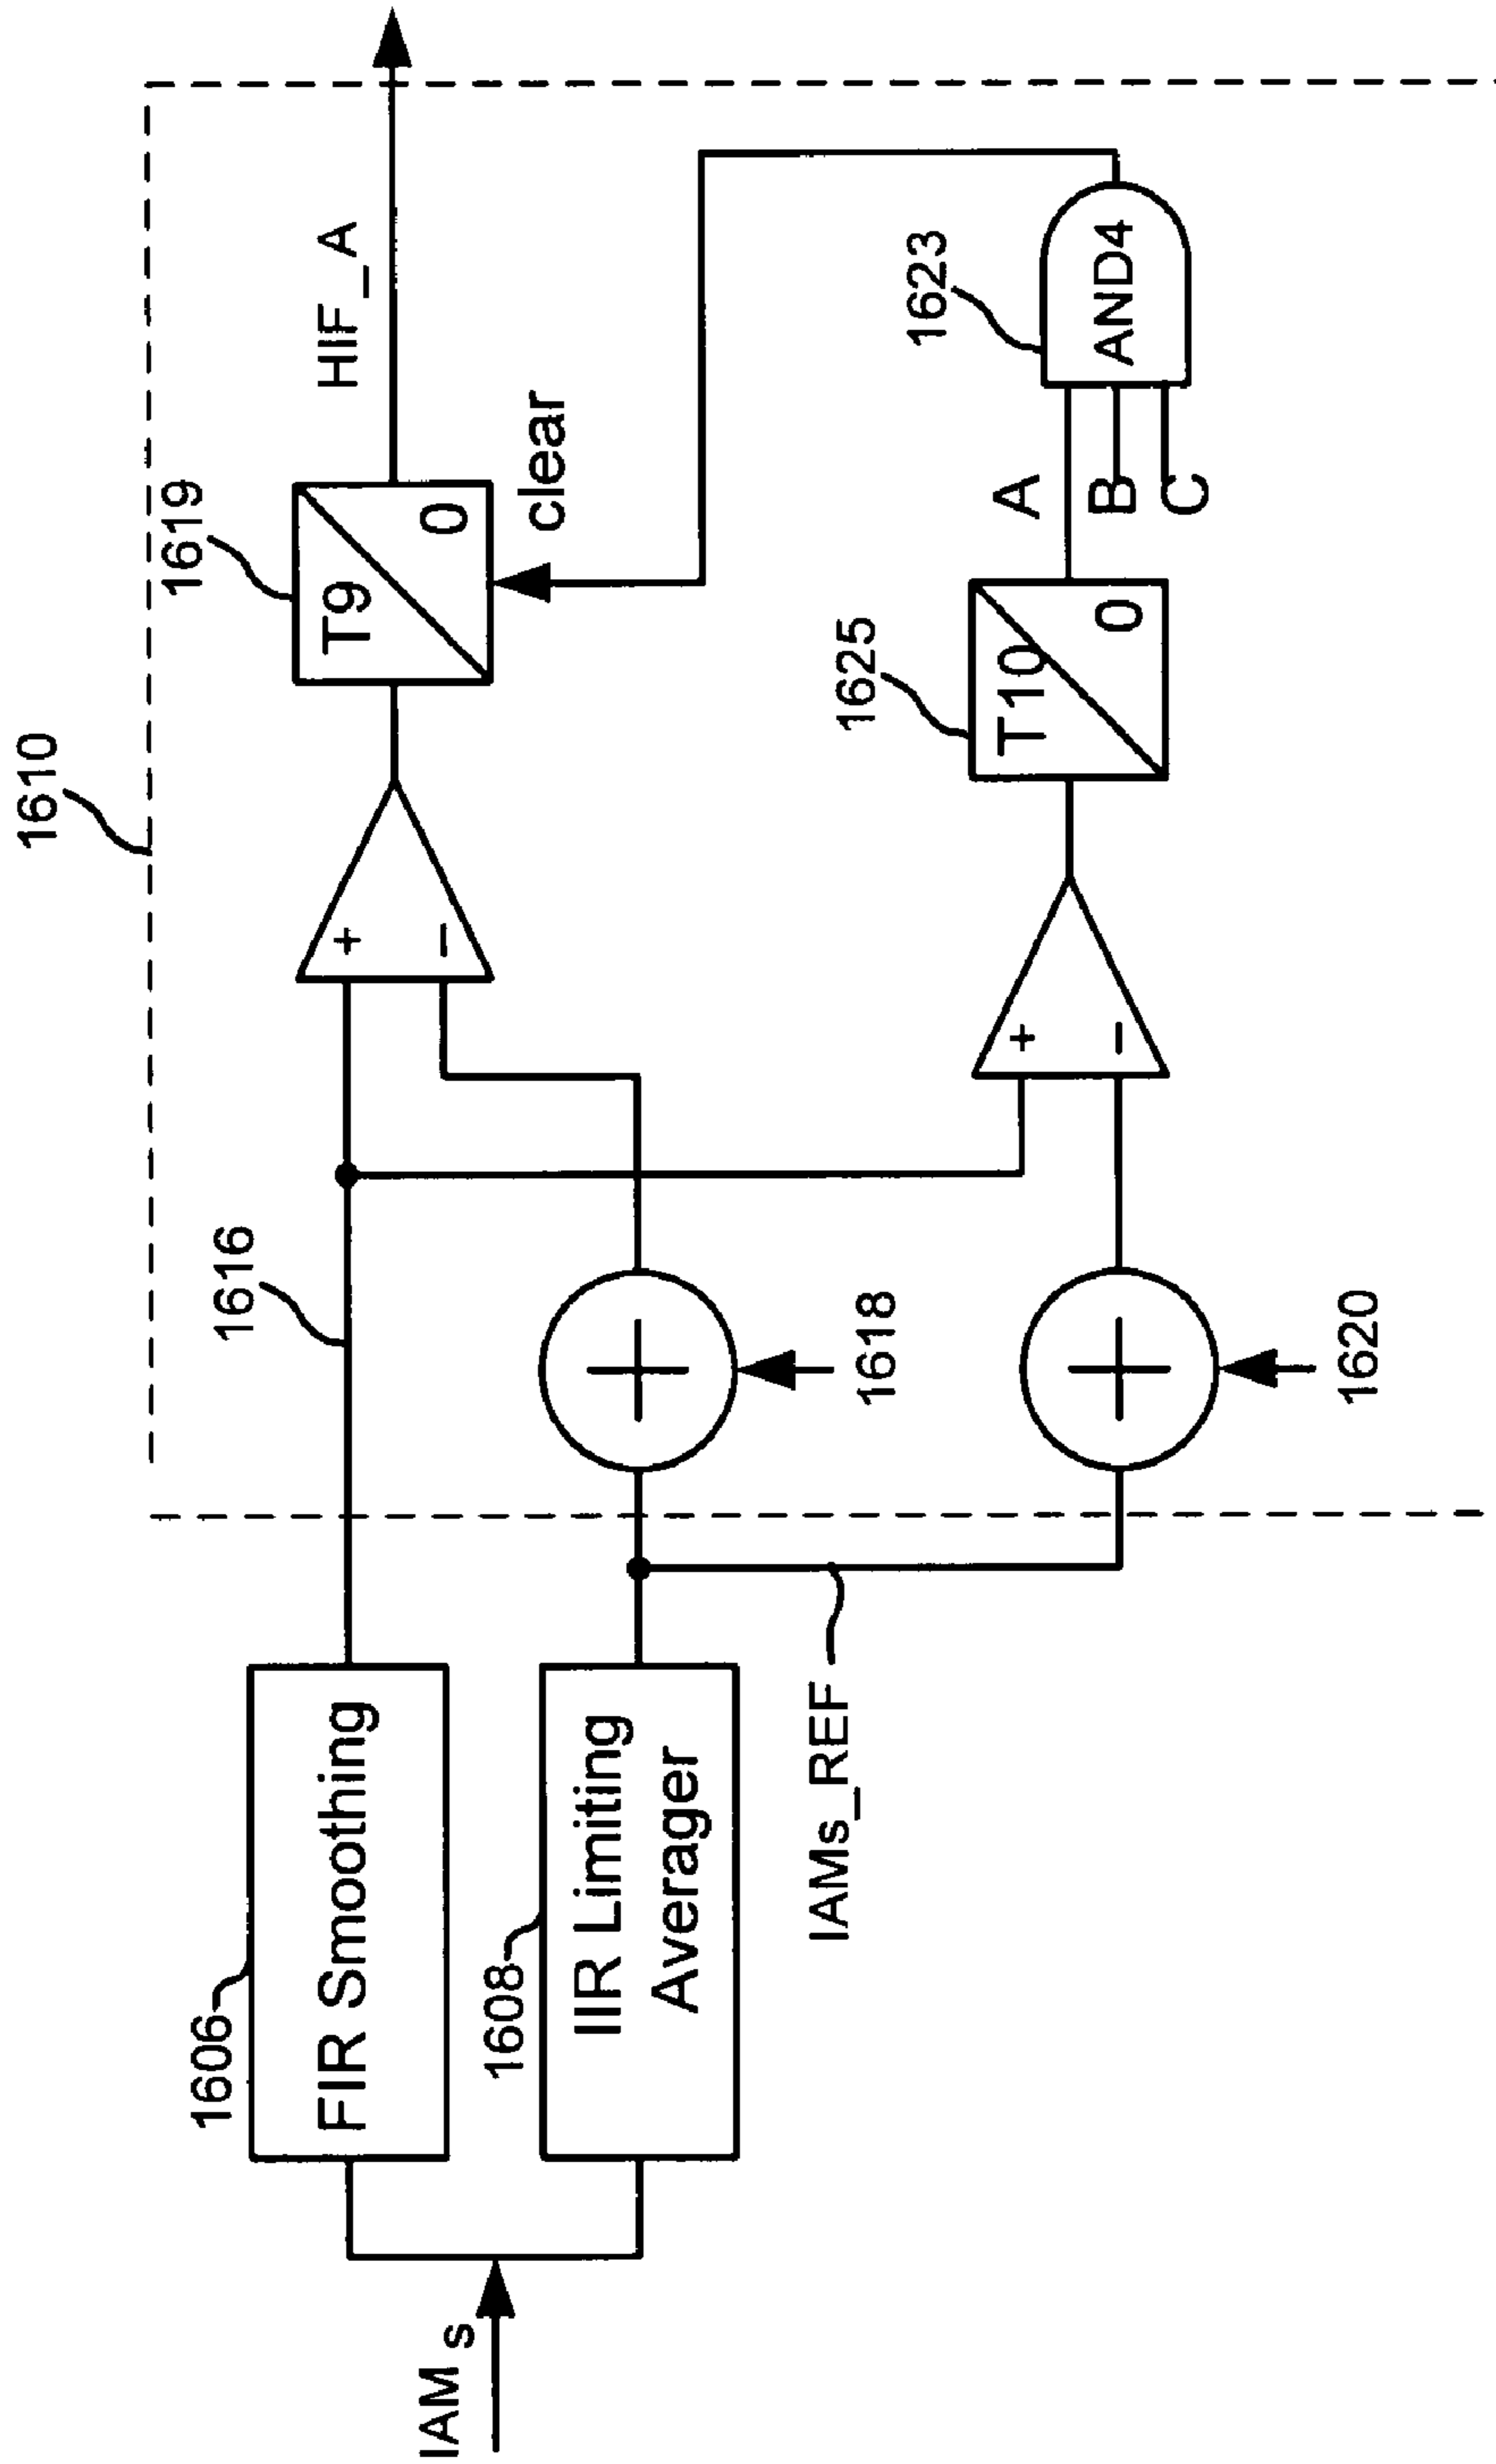 1610
1619
HIF_A
T9
0
clear
1616
+
−
1606
FIR Smoothing
1608
IIR Limiting
Averager
IAM s
1618
IAMs_REF
1620
+
−
1625
T10
0
1623
A
B
C
AND4